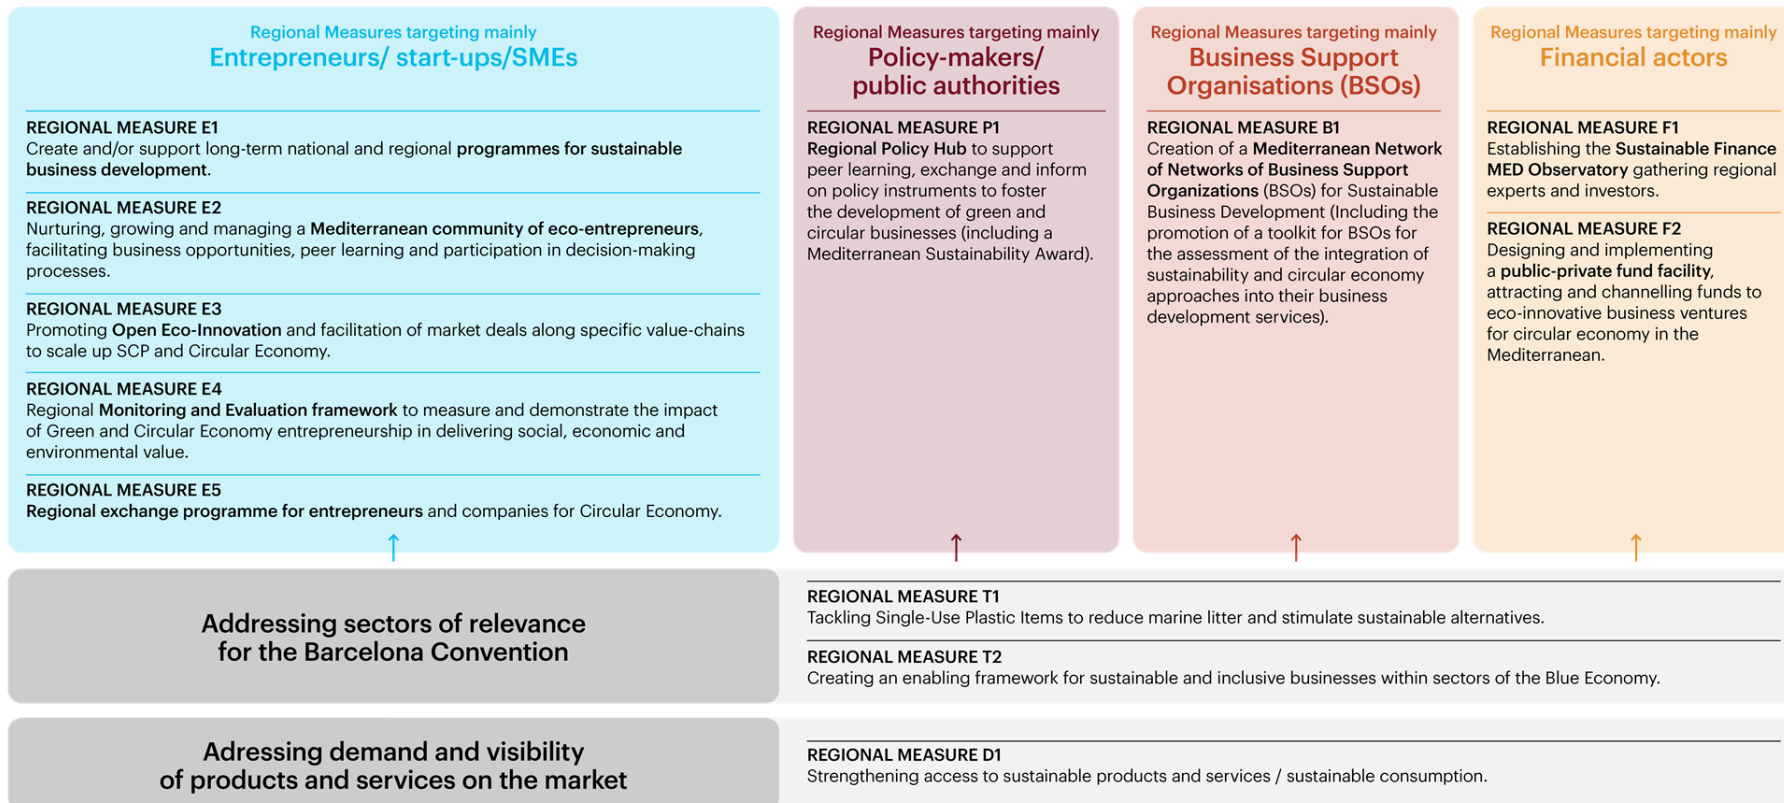 Regional Measures targeting mainly
Entrepreneurs/ start-ups/SMEs
REGIONAL MEASURE E1
Create and/or support long-term national and regional programmes for sustainable
business development.
REGIONAL MEASURE E2
Nurturing, growing and managing a Mediterranean community of eco-entrepreneurs,
facilitating business opportunities, peer learning and participation in decision-making
processes.
REGIONAL MEASURE E3
Promoting Open Eco-Innovation and facilitation of market deals along specific value-chains
to scale up SCP and Circular Economy.
REGIONAL MEASURE E4
Regional Monitoring and Evaluation framework to measure and demonstrate the impact
of Green and Circular Economy entrepreneurship in delivering social, economic and
environmental value.
REGIONAL MEASURE E5
Regional exchange programme for entrepreneurs and companies for Circular Economy.
Regional Measures targeting mainly
Policy-makers/
public authorities
REGIONAL MEASURE P1
Regional Policy Hub to support
peer learning, exchange and inform
on policy instruments to foster
the development of green and
circular businesses (including a
Mediterranean Sustainability Award).
Regional Measures targeting mainly
Business Support
Organisations (BSOs)
REGIONAL MEASURE B1
Creation of a Mediterranean Network
of Networks of Business Support
Organizations (BSOs) for Sustainable
Business Development (Including the
promotion of a toolkit for BSOs for
the assessment of the integration of
sustainability and circular economy
approaches into their business
development services).
Regional Measures targeting mainly
Financial actors
REGIONAL MEASURE F1
Establishing the Sustainable Finance
MED Observatory gathering regional
experts and investors.
REGIONAL MEASURE F2
Designing and implementing
a public-private fund facility,
attracting and channelling funds to
eco-innovative business ventures
for circular economy in the
Mediterranean.
Addressing sectors of relevance
for the Barcelona Convention
REGIONAL MEASURE T1
Tackling Single-Use Plastic Items to reduce marine litter and stimulate sustainable alternatives.
REGIONAL MEASURE T2
Creating an enabling framework for sustainable and inclusive businesses within sectors of the Blue Economy.
Adressing demand and visibility
of products and services on the market
REGIONAL MEASURE D1
Strengthening access to sustainable products and services / sustainable consumption.